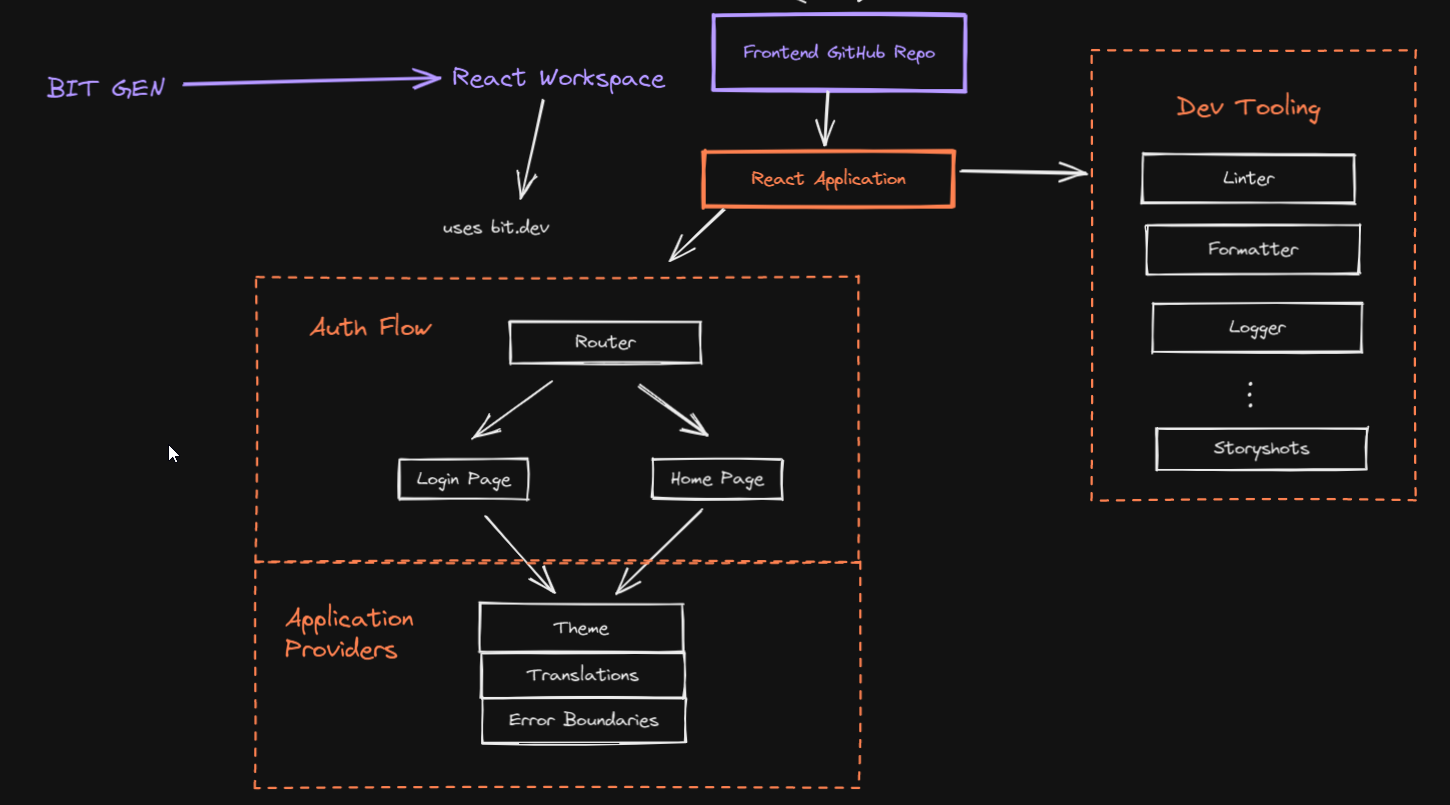 Frontend GitHub Repo
BIT GEN
React Workspace
uses bit.dev
React Application
Dev Tooling
Linter
Formatter
Logger
Storyshots
Auth Flow
Router
Login Page
Home Page
Application
Providers
Theme
Translations
Error Boundaries